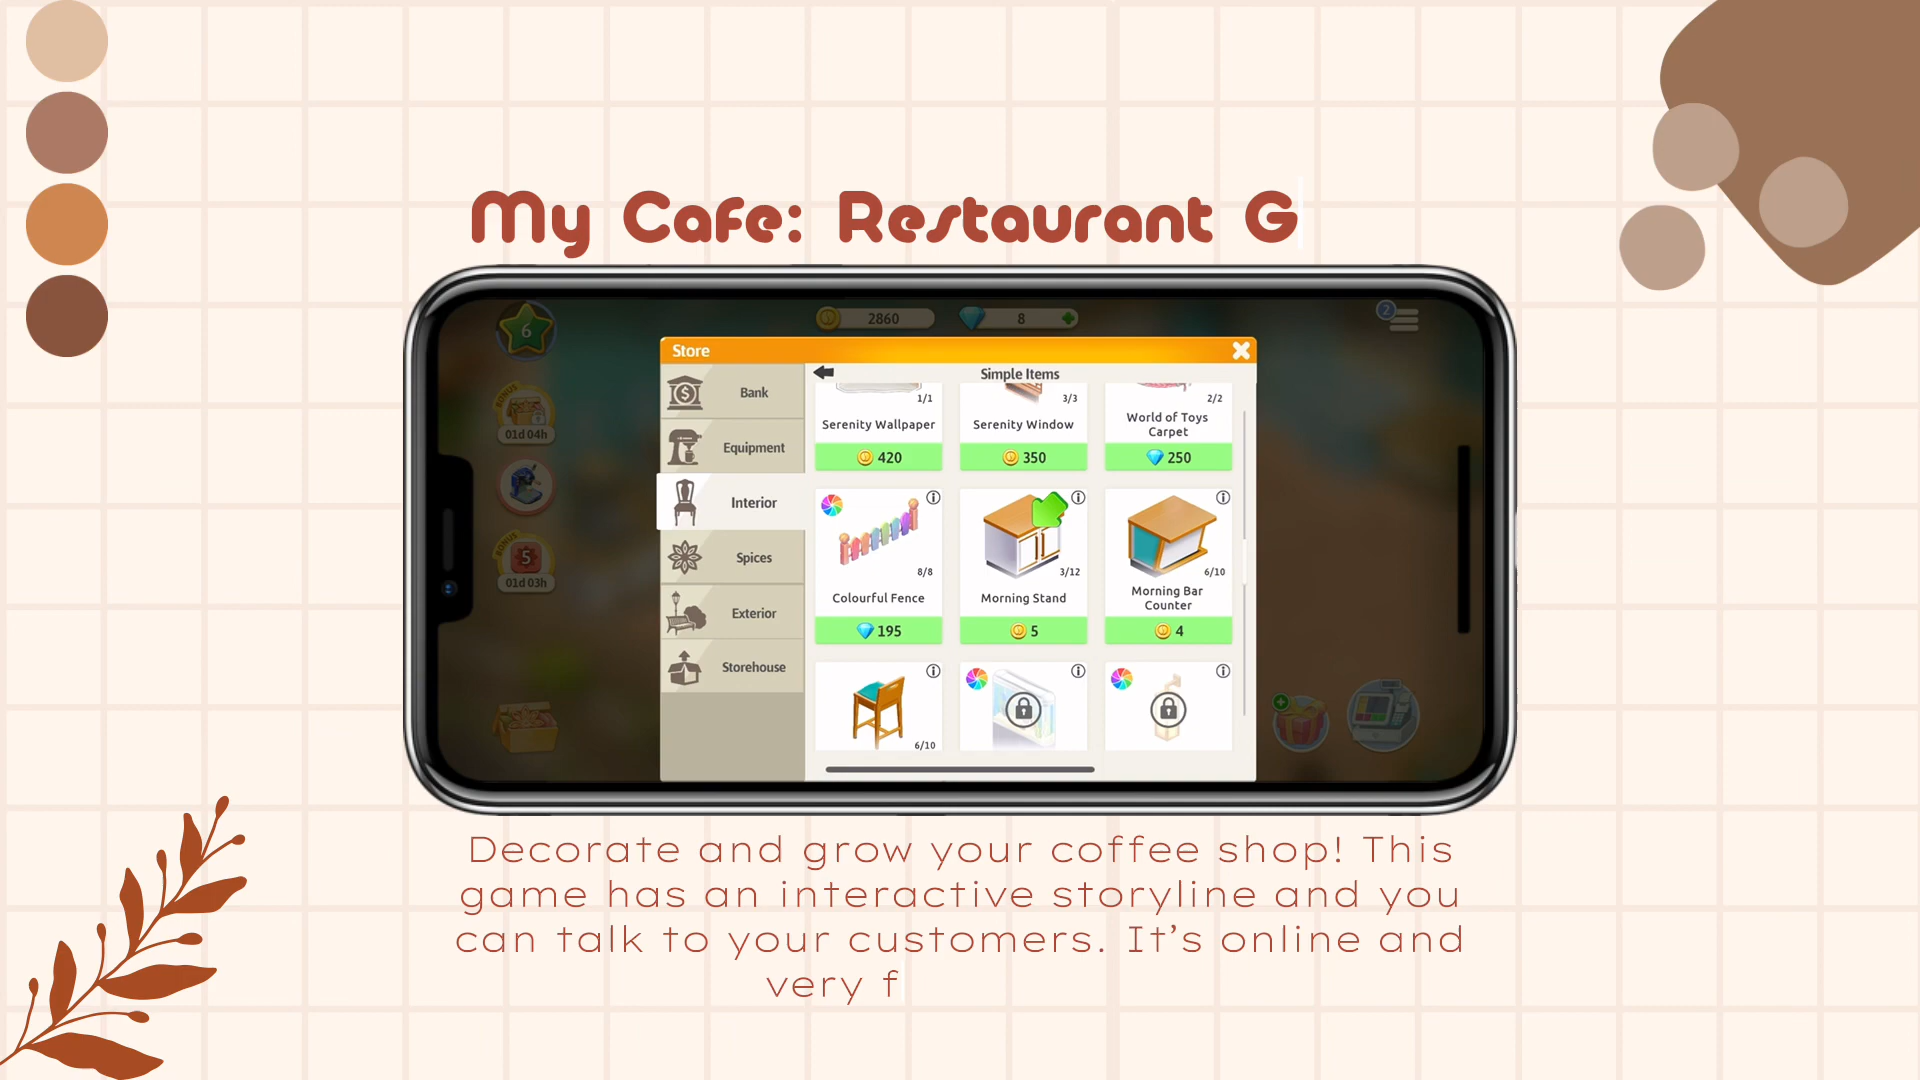 My Cafe: Restaurant G
6
2860
8
2
Store
Simple Items
Bank
Equipment
Interior
Spices
Exterior
Storehouse
BONUS
01d 04h
BONUS
5
01d 03h
1/1
3/3
2/2
Serenity Wallpaper
Serenity Window
World of Toys
Carpet
420
350
250
8/8
3/12
6/10
Colourful Fence
Morning Stand
Morning Bar
Counter
195
5
4
6/10
Decorate and grow your coffee shop! This
game has an interactive storyline and you
can talk to your customers. It’s online and
very f